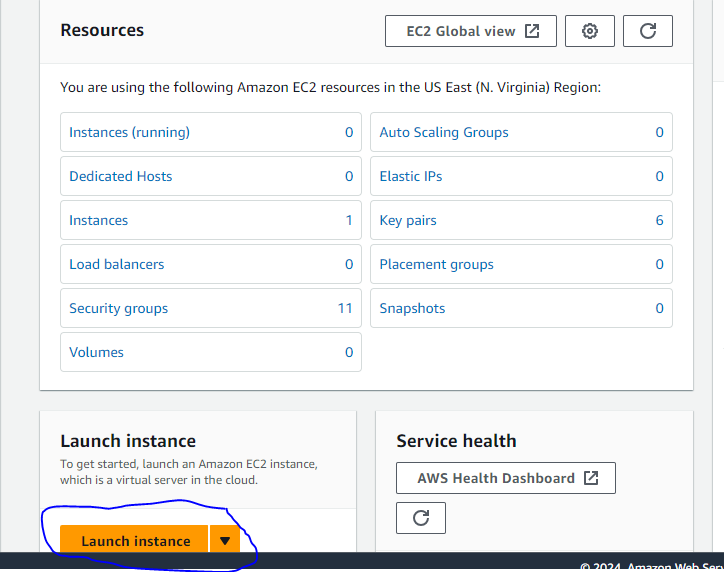 Resources
EC2 Global view
You are using the following Amazon EC2 resources in the US East (N. Virginia) Region:
Instances (running) 0
Auto Scaling Groups 0
Dedicated Hosts 0
Elastic IPs 0
Instances 1
Key pairs 6
Load balancers 0
Placement groups 0
Security groups 11
Snapshots 0
Volumes 0
Launch instance
To get started, launch an Amazon EC2 instance,
which is a virtual server in the cloud.
Launch instance
Service health
AWS Health Dashboard
© 2024, Amazon Web